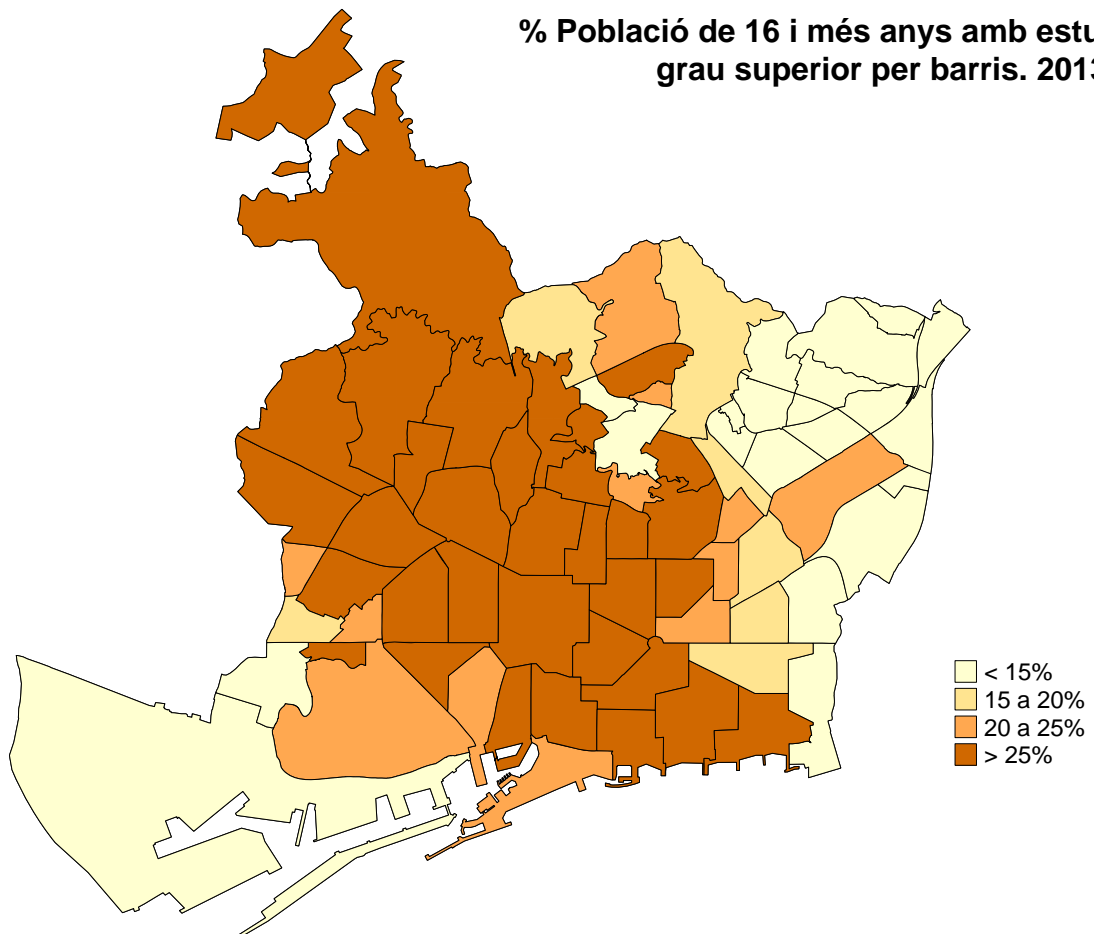 % Població de 16 i més anys amb estu
grau superior per barris. 201
< 15%
15 a 20%
20 a 25%
> 25%